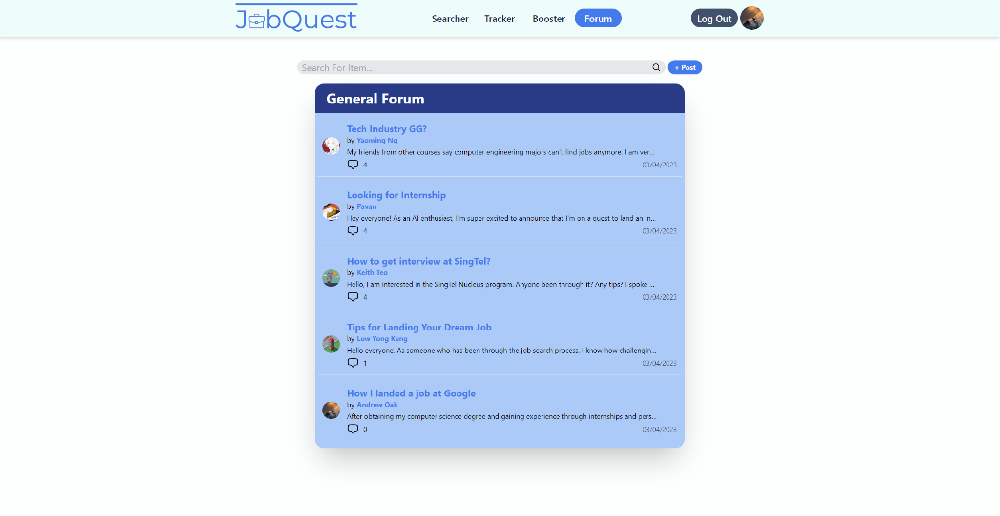 JobQuest
Searcher
Tracker
Booster
Forum
Log Out
Search For Item...
+ Post
General Forum
Tech Industry GG?
by Yaoming Ng
My friends from other courses say computer engineering majors can't find jobs anymore. I am ver...
4
03/04/2023
Looking for Internship
by Pavan
Hey everyone! As an AI enthusiast, I'm super excited to announce that I'm on a quest to land an in...
4
03/04/2023
How to get interview at SingTel?
by Keith Teo
Hello, I am interested in the SingTel Nucleus program. Anyone been through it? Any tips? I spoke ...
4
03/04/2023
Tips for Landing Your Dream Job
by Low Yong Keng
Hello everyone, As someone who has been through the job search process, I know how challengin...
1
03/04/2023
How I landed a job at Google
by Andrew Oak
After obtaining my computer science degree and gaining experience through internships and pers...
0
03/04/2023